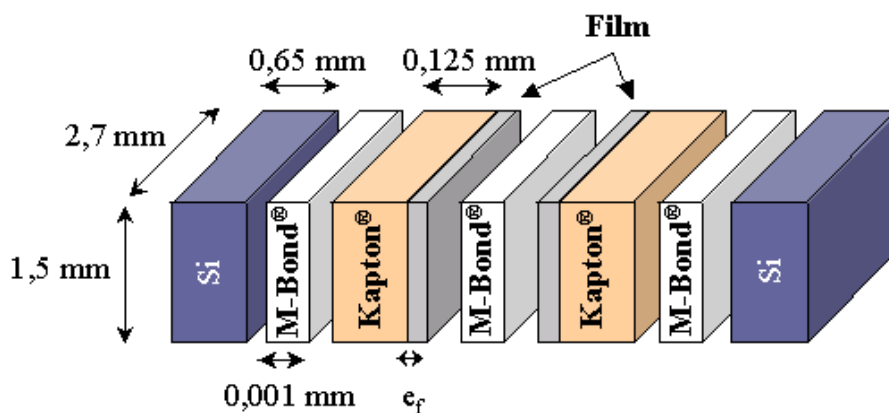 Film
0,65 mm
0,125 mm
2,7 mm
1,5 mm
Si
M-Bond®
Kapton®
M-Bond®
Kapton®
M-Bond®
Si
0,001 mm
e_f